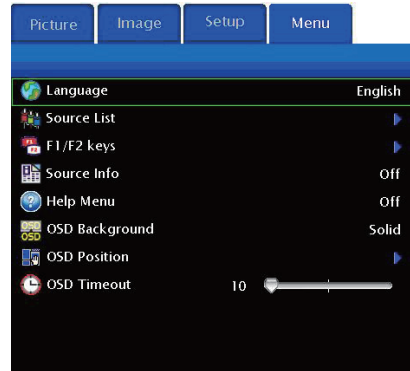 Picture Image Setup Menu
Language English
Source List
F1/F2 keys
Source Info Off
Help Menu Off
OSD Background Solid
OSD Position
OSD Timeout 10